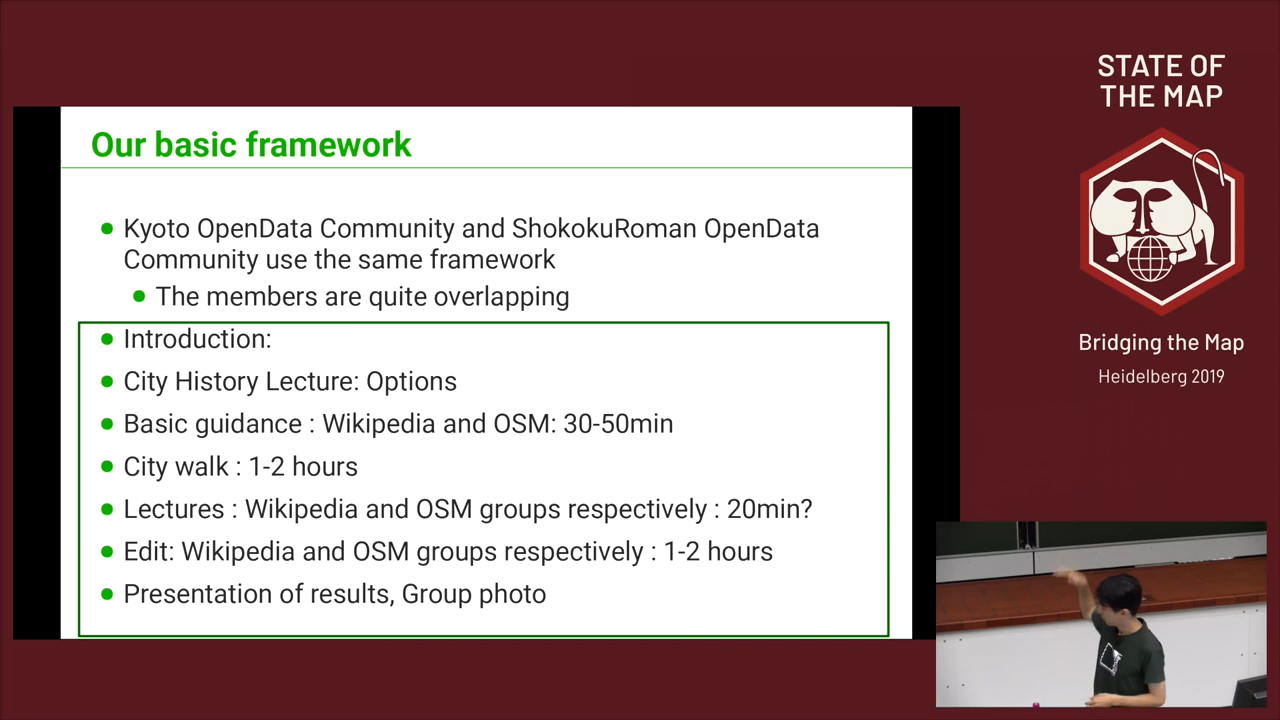 STATE OF
THE MAP
Our basic framework
Kyoto OpenData Community and ShokokuRoman OpenData
Community use the same framework
The members are quite overlapping
Introduction:
City History Lecture: Options
Basic guidance : Wikipedia and OSM: 30-50min
City walk : 1-2 hours
Lectures : Wikipedia and OSM groups respectively : 20min?
Edit: Wikipedia and OSM groups respectively : 1-2 hours
Presentation of results, Group photo
Bridging the Map
Heidelberg 2019